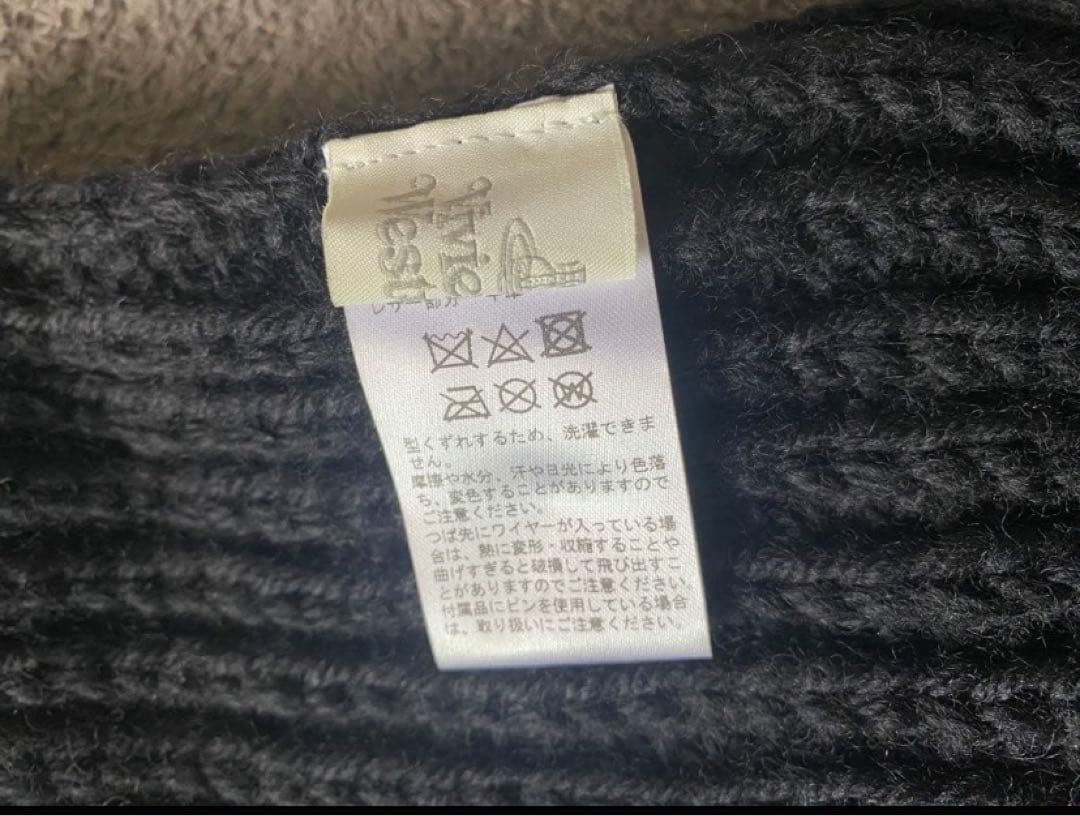 Vivie
West
レザー部分 牛革
W
型くずれするため、洗濯できま
せん。
摩擦や水分、汗や日光により色落
ち、変色することがありますので
ご注意ください。
つば先にワイヤーが入っている場
合は、熱に変形・収縮することや
曲げすぎると破損して飛び出すこ
とがありますのでご注意ください
付属品にピンを使用している場合
は、取り扱いにご注意ください。